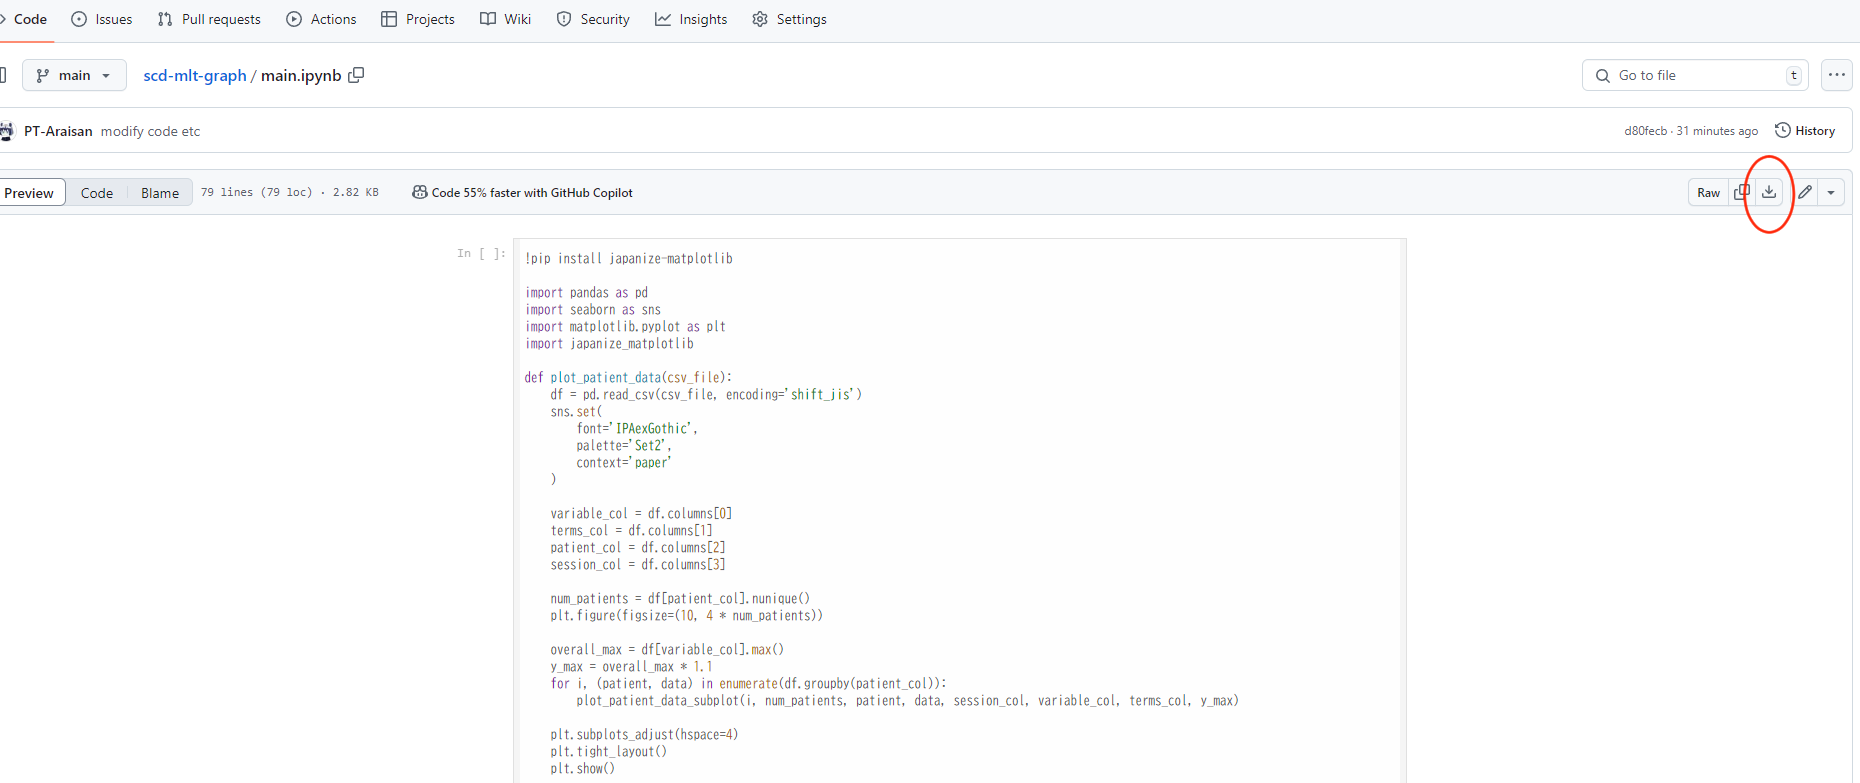 Code Issues Pull requests Actions Projects Wiki Security Insights Settings
main scd-mlt-graph / main.ipynb Go to file t
PT-Araisan modify code etc d80fecb · 31 minutes ago History
Preview Code Blame 79 lines (79 loc) · 2.82 KB Code 55% faster with GitHub Copilot Raw
In [ ]:
!pip install japanize-matplotlib
import pandas as pd
import seaborn as sns
import matplotlib.pyplot as plt
import japanize_matplotlib
def plot_patient_data(csv_file):
df = pd.read_csv(csv_file, encoding='shift_jis')
sns.set(
font='IPAexGothic',
palette='Set2',
context='paper'
)
variable_col = df.columns[0]
terms_col = df.columns[1]
patient_col = df.columns[2]
session_col = df.columns[3]
num_patients = df[patient_col].nunique()
plt.figure(figsize=(10, 4 * num_patients))
overall_max = df[variable_col].max()
y_max = overall_max * 1.1
for i, (patient, data) in enumerate(df.groupby(patient_col)):
plot_patient_data_subplot(i, num_patients, patient, data, session_col, variable_col, terms_col, y_max)
plt.subplots_adjust(hspace=4)
plt.tight_layout()
plt.show()